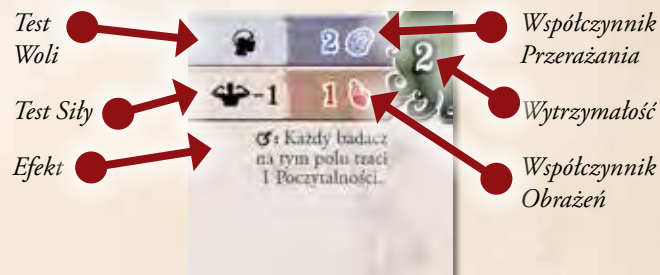 Test
Woli
2
2
Współczynnik
Przerażania
Test Siły
-1
1
Wytrzymałość
Efekt
: Każdy badacz
na tym polu traci
1 Poczytalności.
Współczynnik
Obrażeń